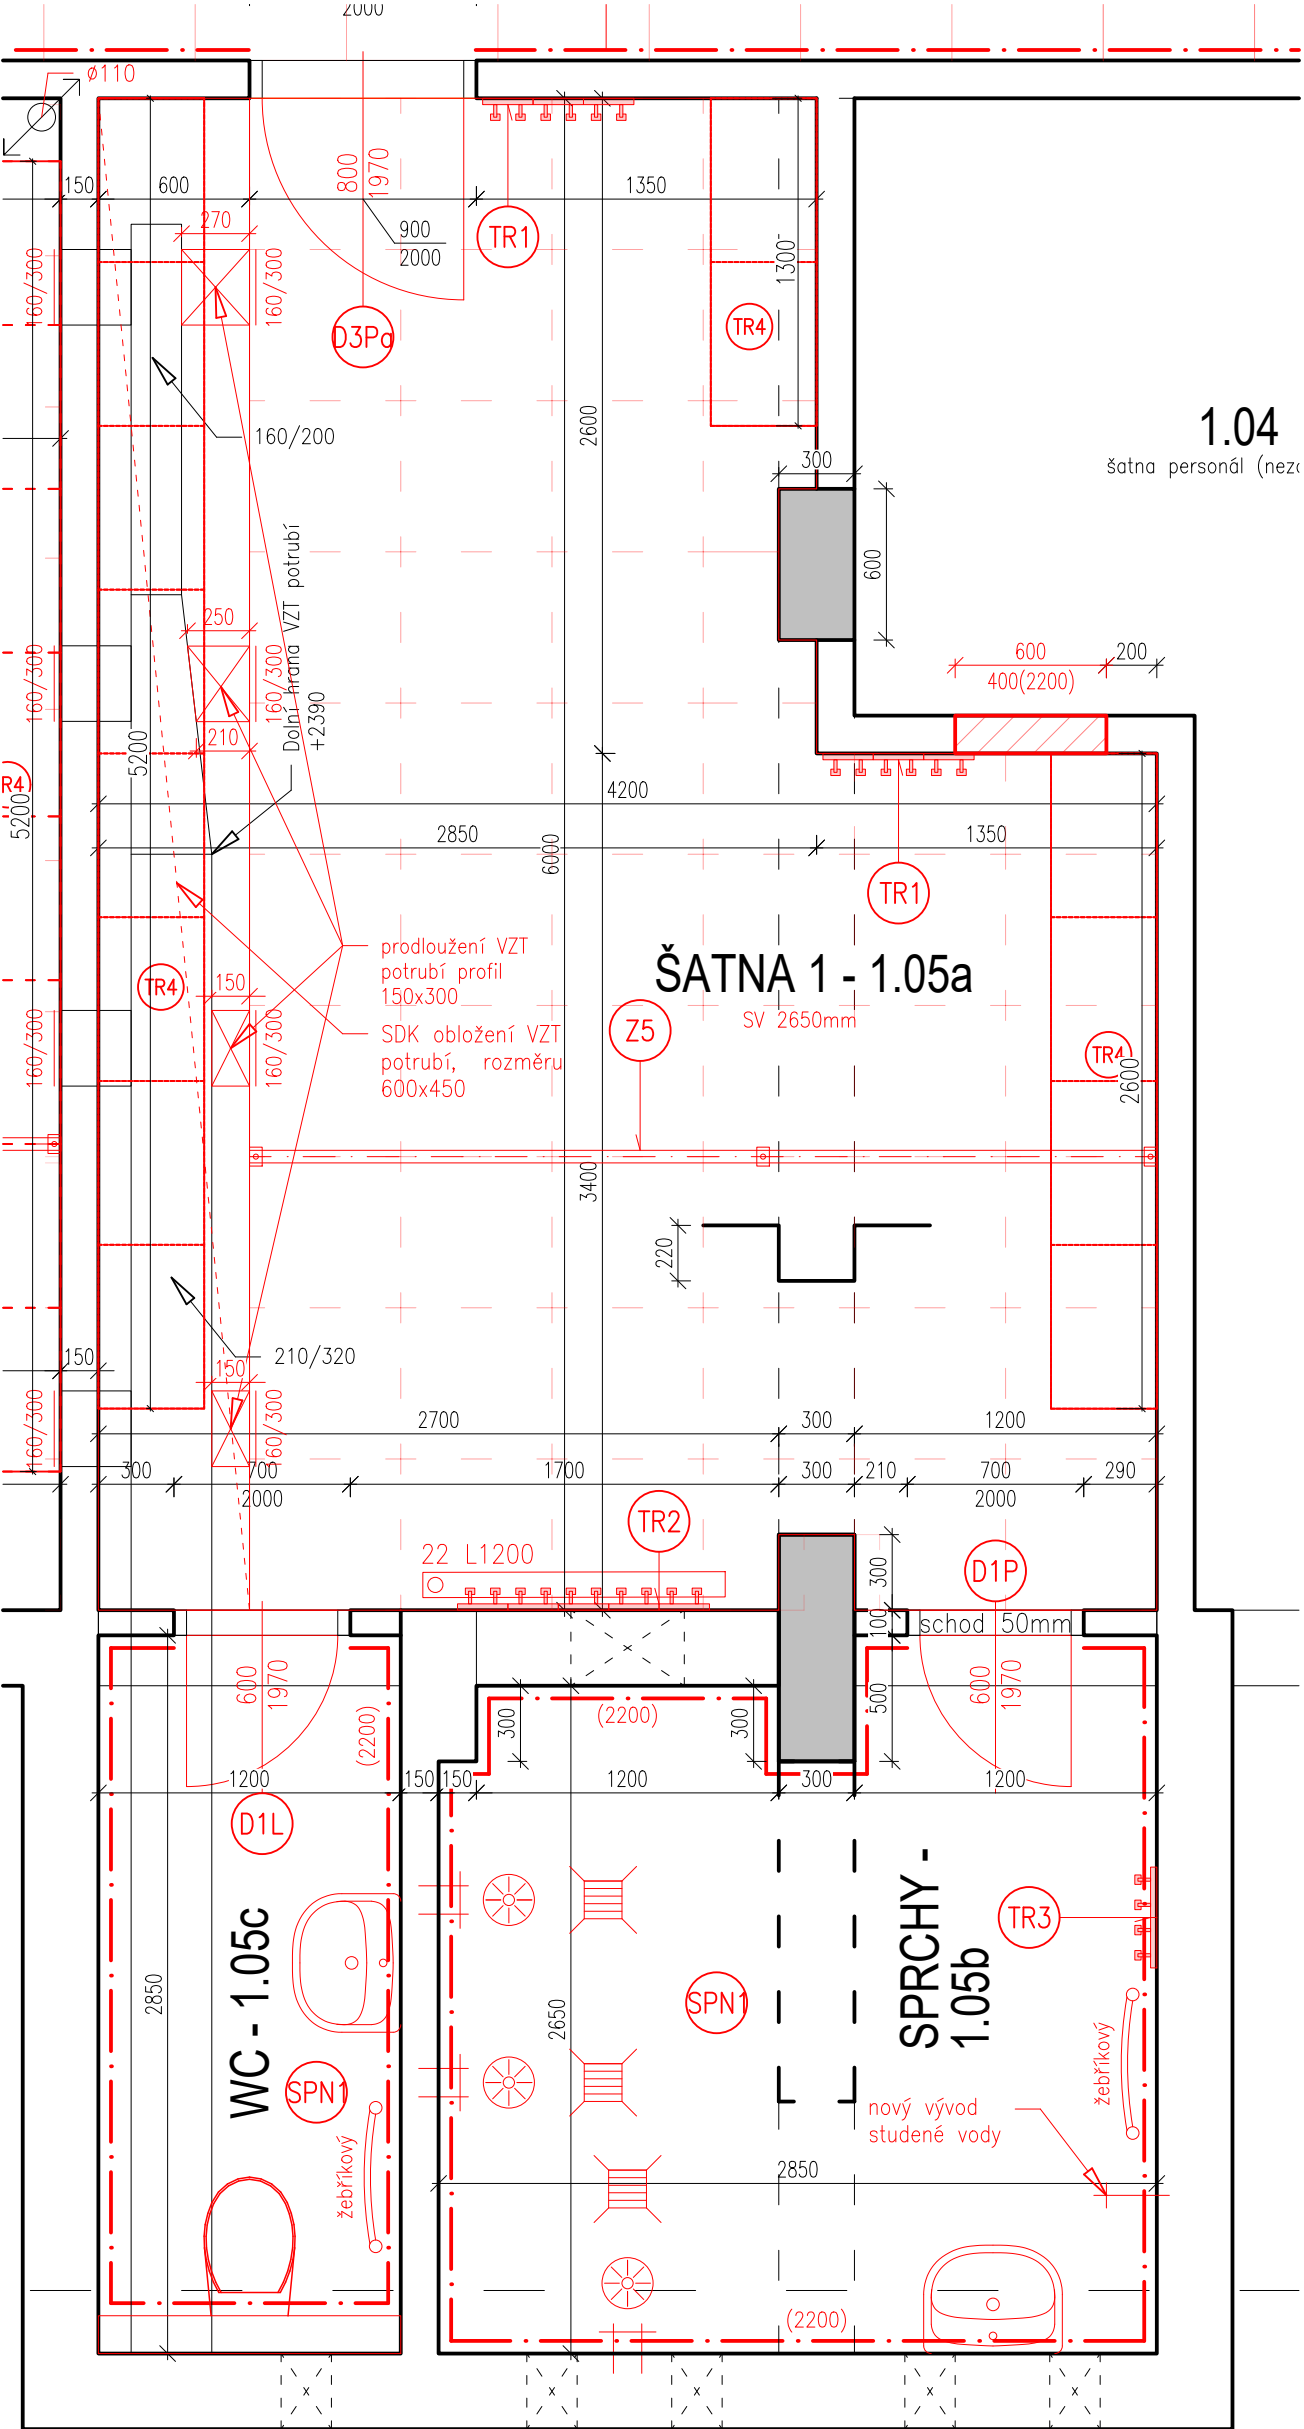 2000
ø110
150
600
800
1970
900
2000
TR1
1350
270
160/300
160/300
D3Pa
1300
TR4
160/200
2600
300
1.04
600
Dolní hrana VZT potrubí
+2390
250
160/300
160/300
210
600
400(2200)
200
5200
R4
5200
4200
2850
6000
1350
TR1
prodloužení VZT
potrubí profil
150x300
ŠATNA 1 - 1.05a
SV 2650mm
TR4
150
160/300
160/300
SDK obložení VZT
potrubí, rozměru
600x450
Z5
TR4
2600
3400
220
150
210/320
150
160/300
160/300
2700
300
1200
300
700
2000
1700
300
210
700
2000
290
22 L1200
TR2
D1P
300
100
schod 50mm
500
600
1970
(2200)
300
(2200)
300
600
1970
1200
150
150
1200
300
1200
D1L
WC - 1.05c
SPRCHY -
1.05b
TR3
2850
2650
SPN1
SPN1
žebříkový
žebříkový
nový vývod
studené vody
2850
(2200)
šatna personál